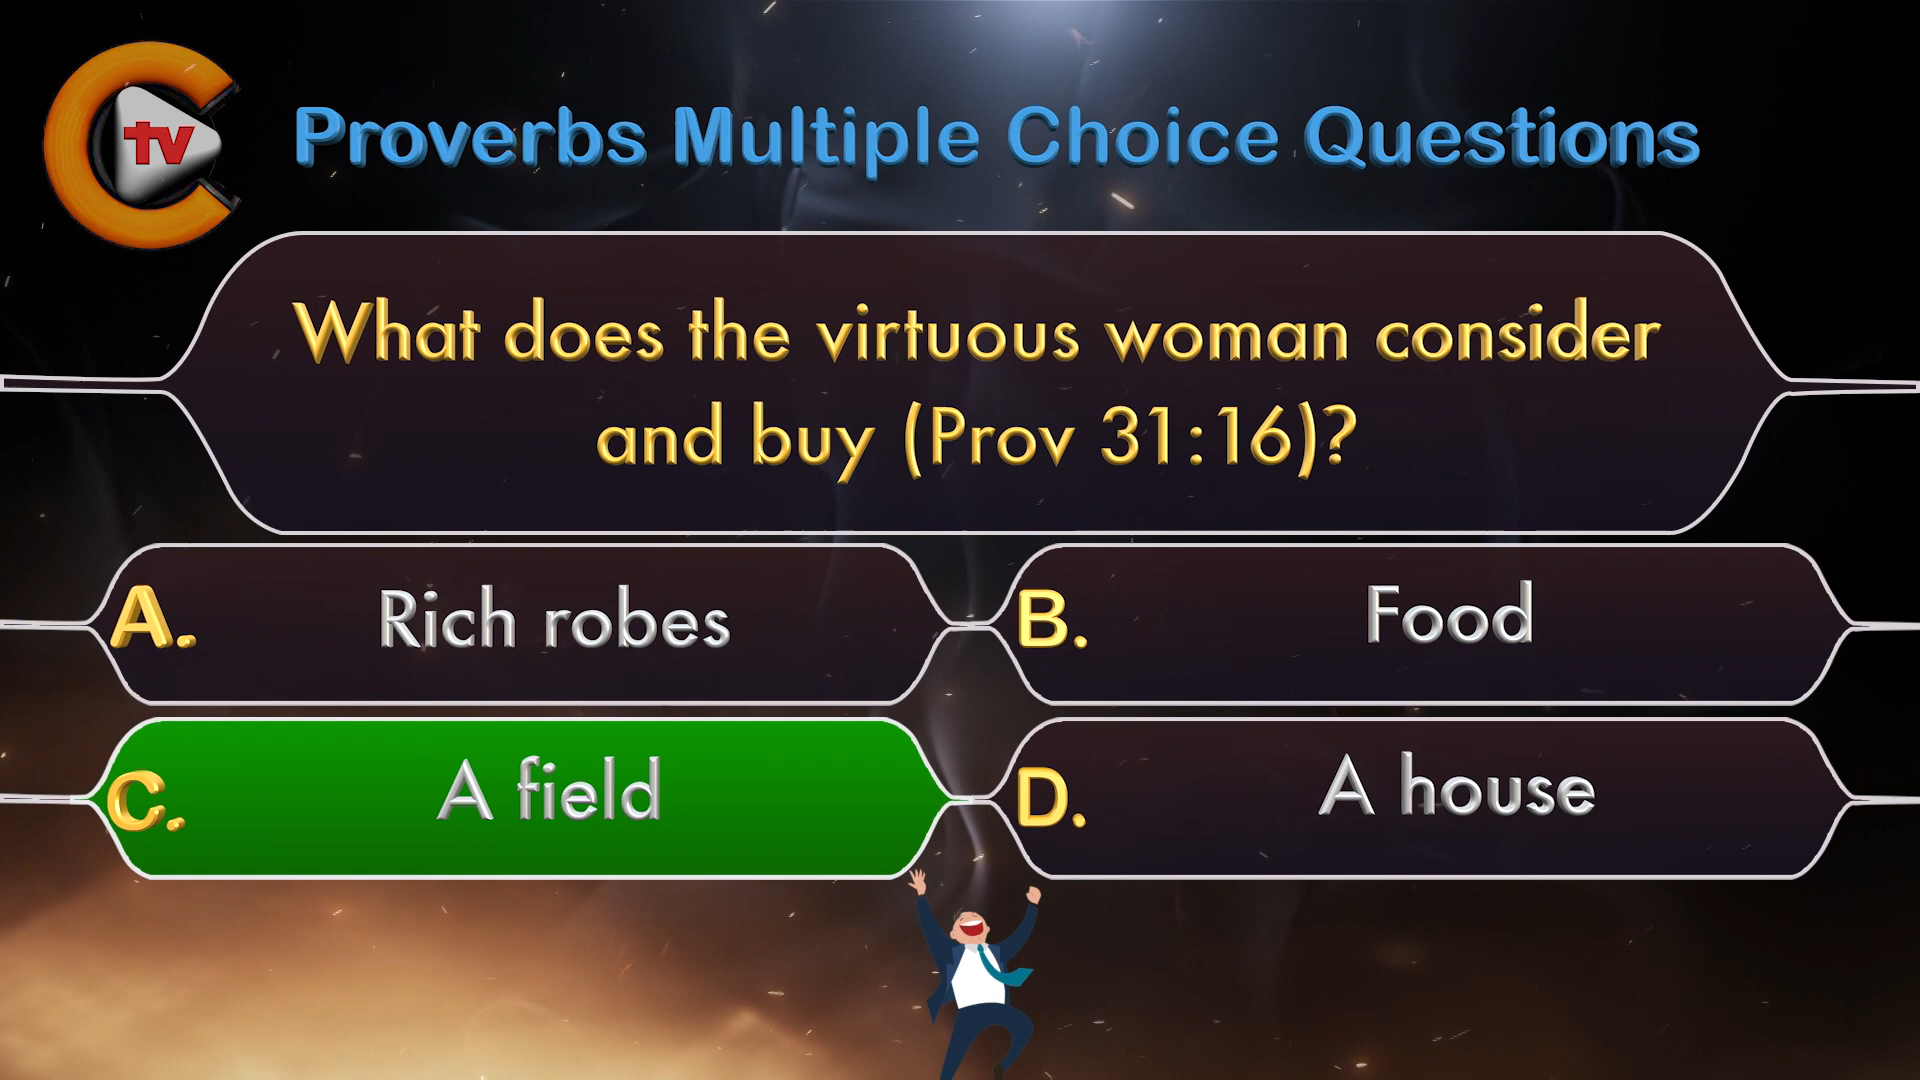 tv
Proverbs Multiple Choice Questions
What does the virtuous woman consider
and buy (Prov 31:16)?
A. Rich robes
B. Food
C. A field
D. A house